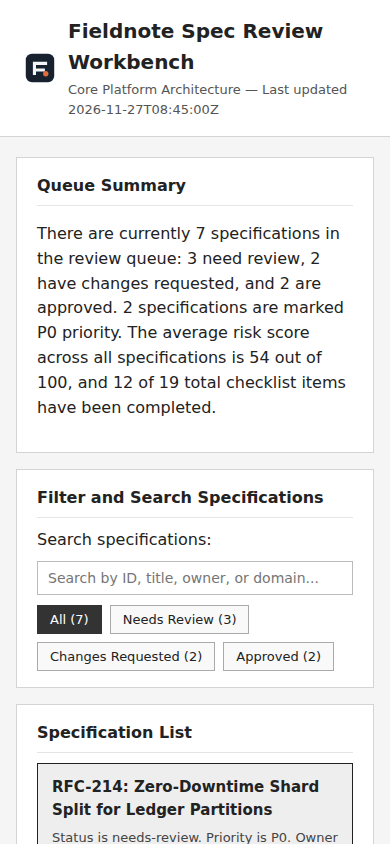 Fieldnote Spec Review
Workbench
Core Platform Architecture — Last updated
2026-11-27T08:45:00Z
Queue Summary
There are currently 7 specifications in
the review queue: 3 need review, 2
have changes requested, and 2 are
approved. 2 specifications are marked
P0 priority. The average risk score
across all specifications is 54 out of
100, and 12 of 19 total checklist items
have been completed.
Filter and Search Specifications
Search specifications:
Search by ID, title, owner, or domain...
All (7)
Needs Review (3)
Changes Requested (2)
Approved (2)
Specification List
RFC-214: Zero-Downtime Shard
Split for Ledger Partitions
Status is needs-review. Priority is P0. Owner